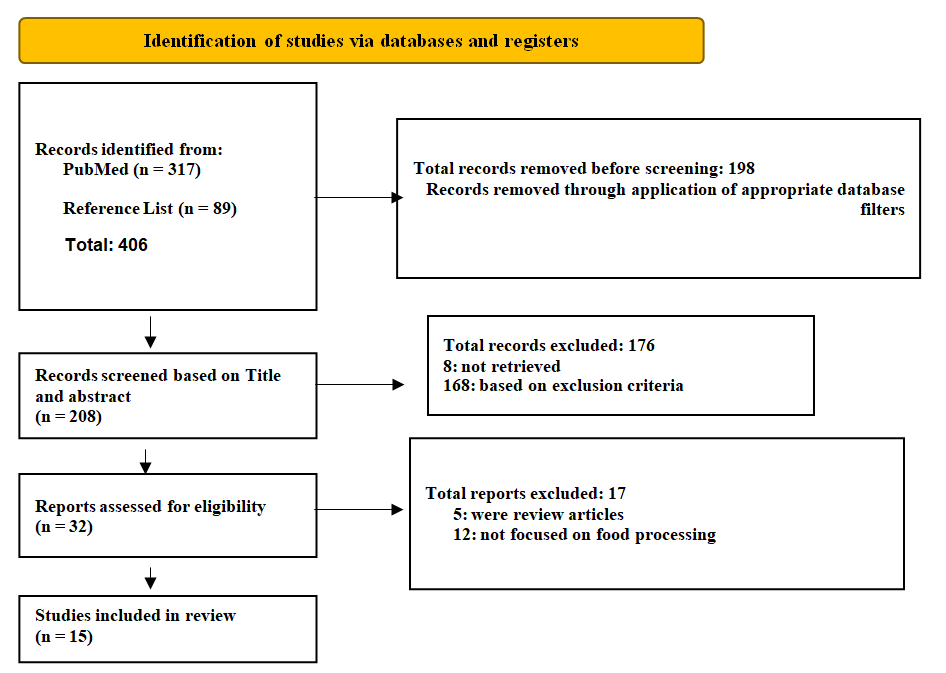 Identification of studies via databases and registers
Records identified from:
PubMed (n = 317)
Reference List (n = 89)
Total: 406
Total records removed before screening: 198
Records removed through application of appropriate database
filters
Records screened based on Title
and abstract
(n = 208)
Total records excluded: 176
8: not retrieved
168: based on exclusion criteria
Reports assessed for eligibility
(n = 32)
Total reports excluded: 17
5: were review articles
12: not focused on food processing
Studies included in review
(n = 15)